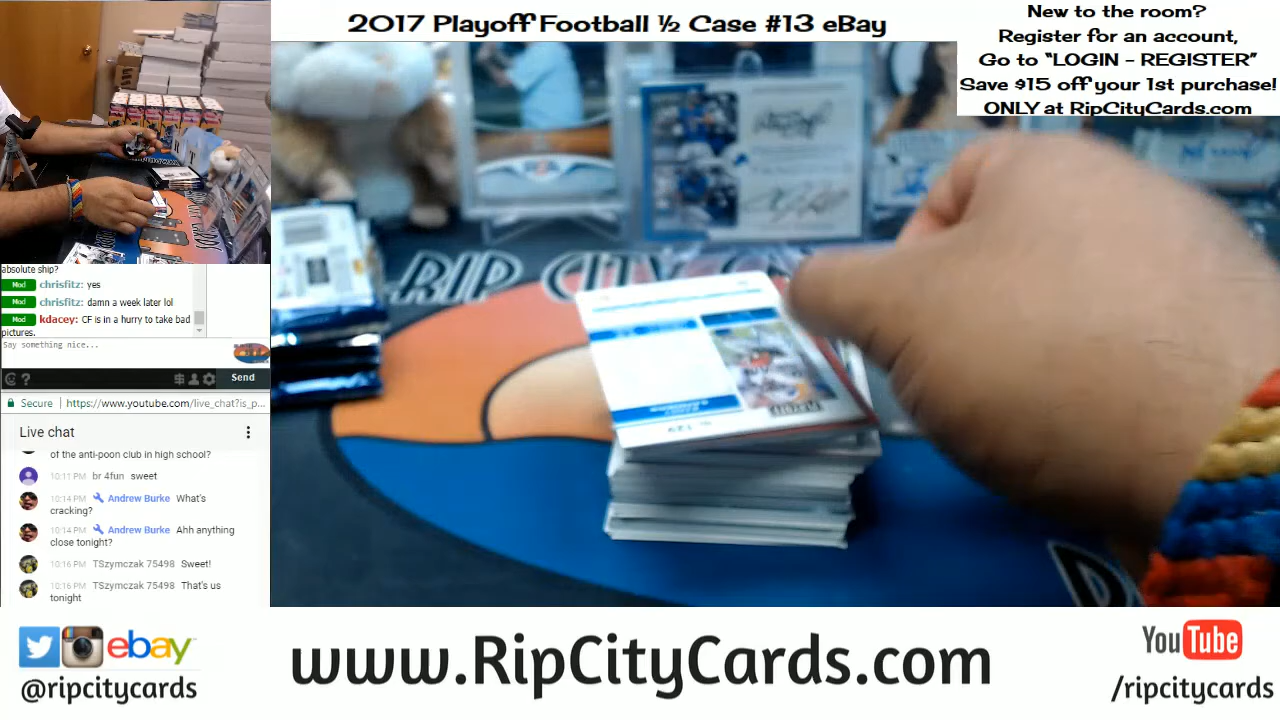 2017 Playoff Football ½ Case #13 eBay
New to the room?
Register for an account,
Go to "LOGIN - REGISTER"
Save $15 off your 1st purchase!
ONLY at RipCityCards.com
absolute ship?
Mod chrisfitz: yes
Mod chrisfitz: damn a week later lol
Mod kdacey: CF is in a hurry to take bad
pictures.
Say something nice...
Send
Secure https://www.youtube.com/live_chat?is_p...
Live chat
of the anti-poon club in high school?
10:11 PM br 4fun sweet
10:14 PM Andrew Burke What's
cracking?
10:14 PM Andrew Burke Ahh anything
close tonight?
10:16 PM TSzymczak 75498 Sweet!
10:16 PM TSzymczak 75498 That's us
tonight
RIP CITY
ebay
@ripcitycards
www.RipCityCards.com
YouTube
/ripcitycards